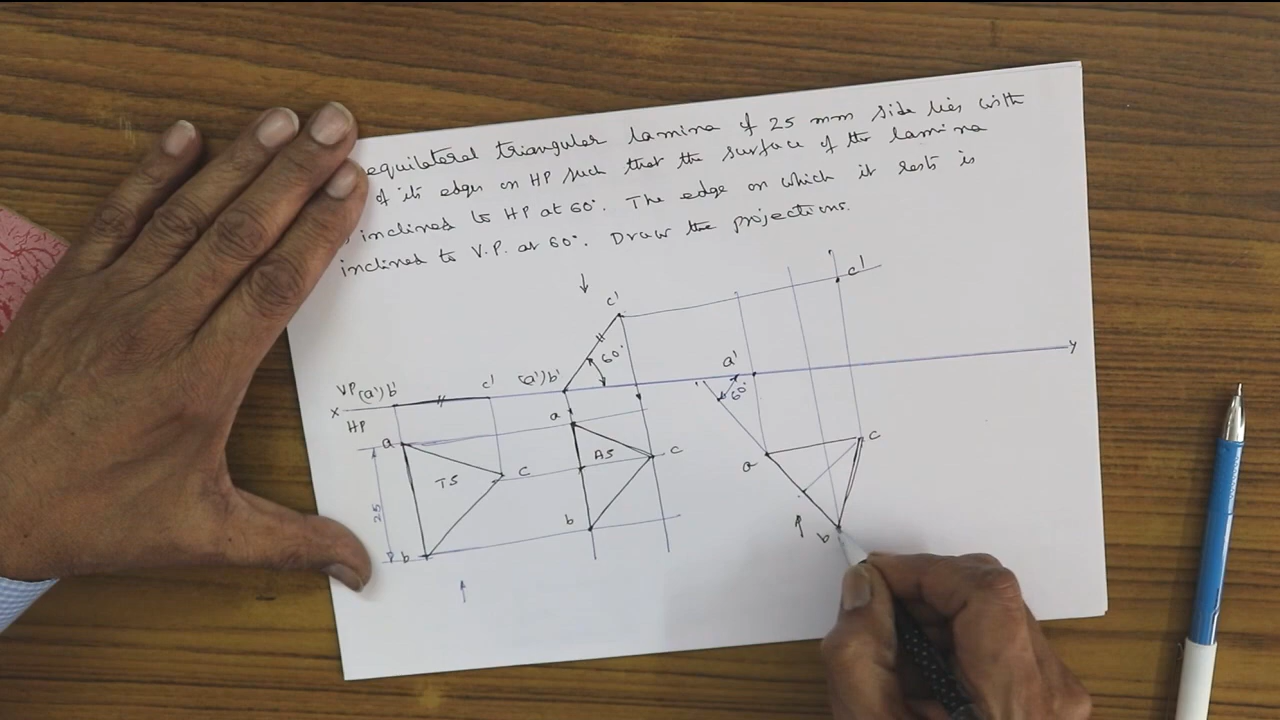 equilateral triangular lamina of 25 mm side lies with
of its edges on HP such that the surface of the lamina
inclined to HP at 60°. The edge on which it rests is
inclined to V.P. at 60°. Draw the projections.
c'
c'
60°
a'
y
VP (a') b'
c'
(a') b'
x
HP
60°
a
a
c
TS
c
AS
c
a
25
b
b
b